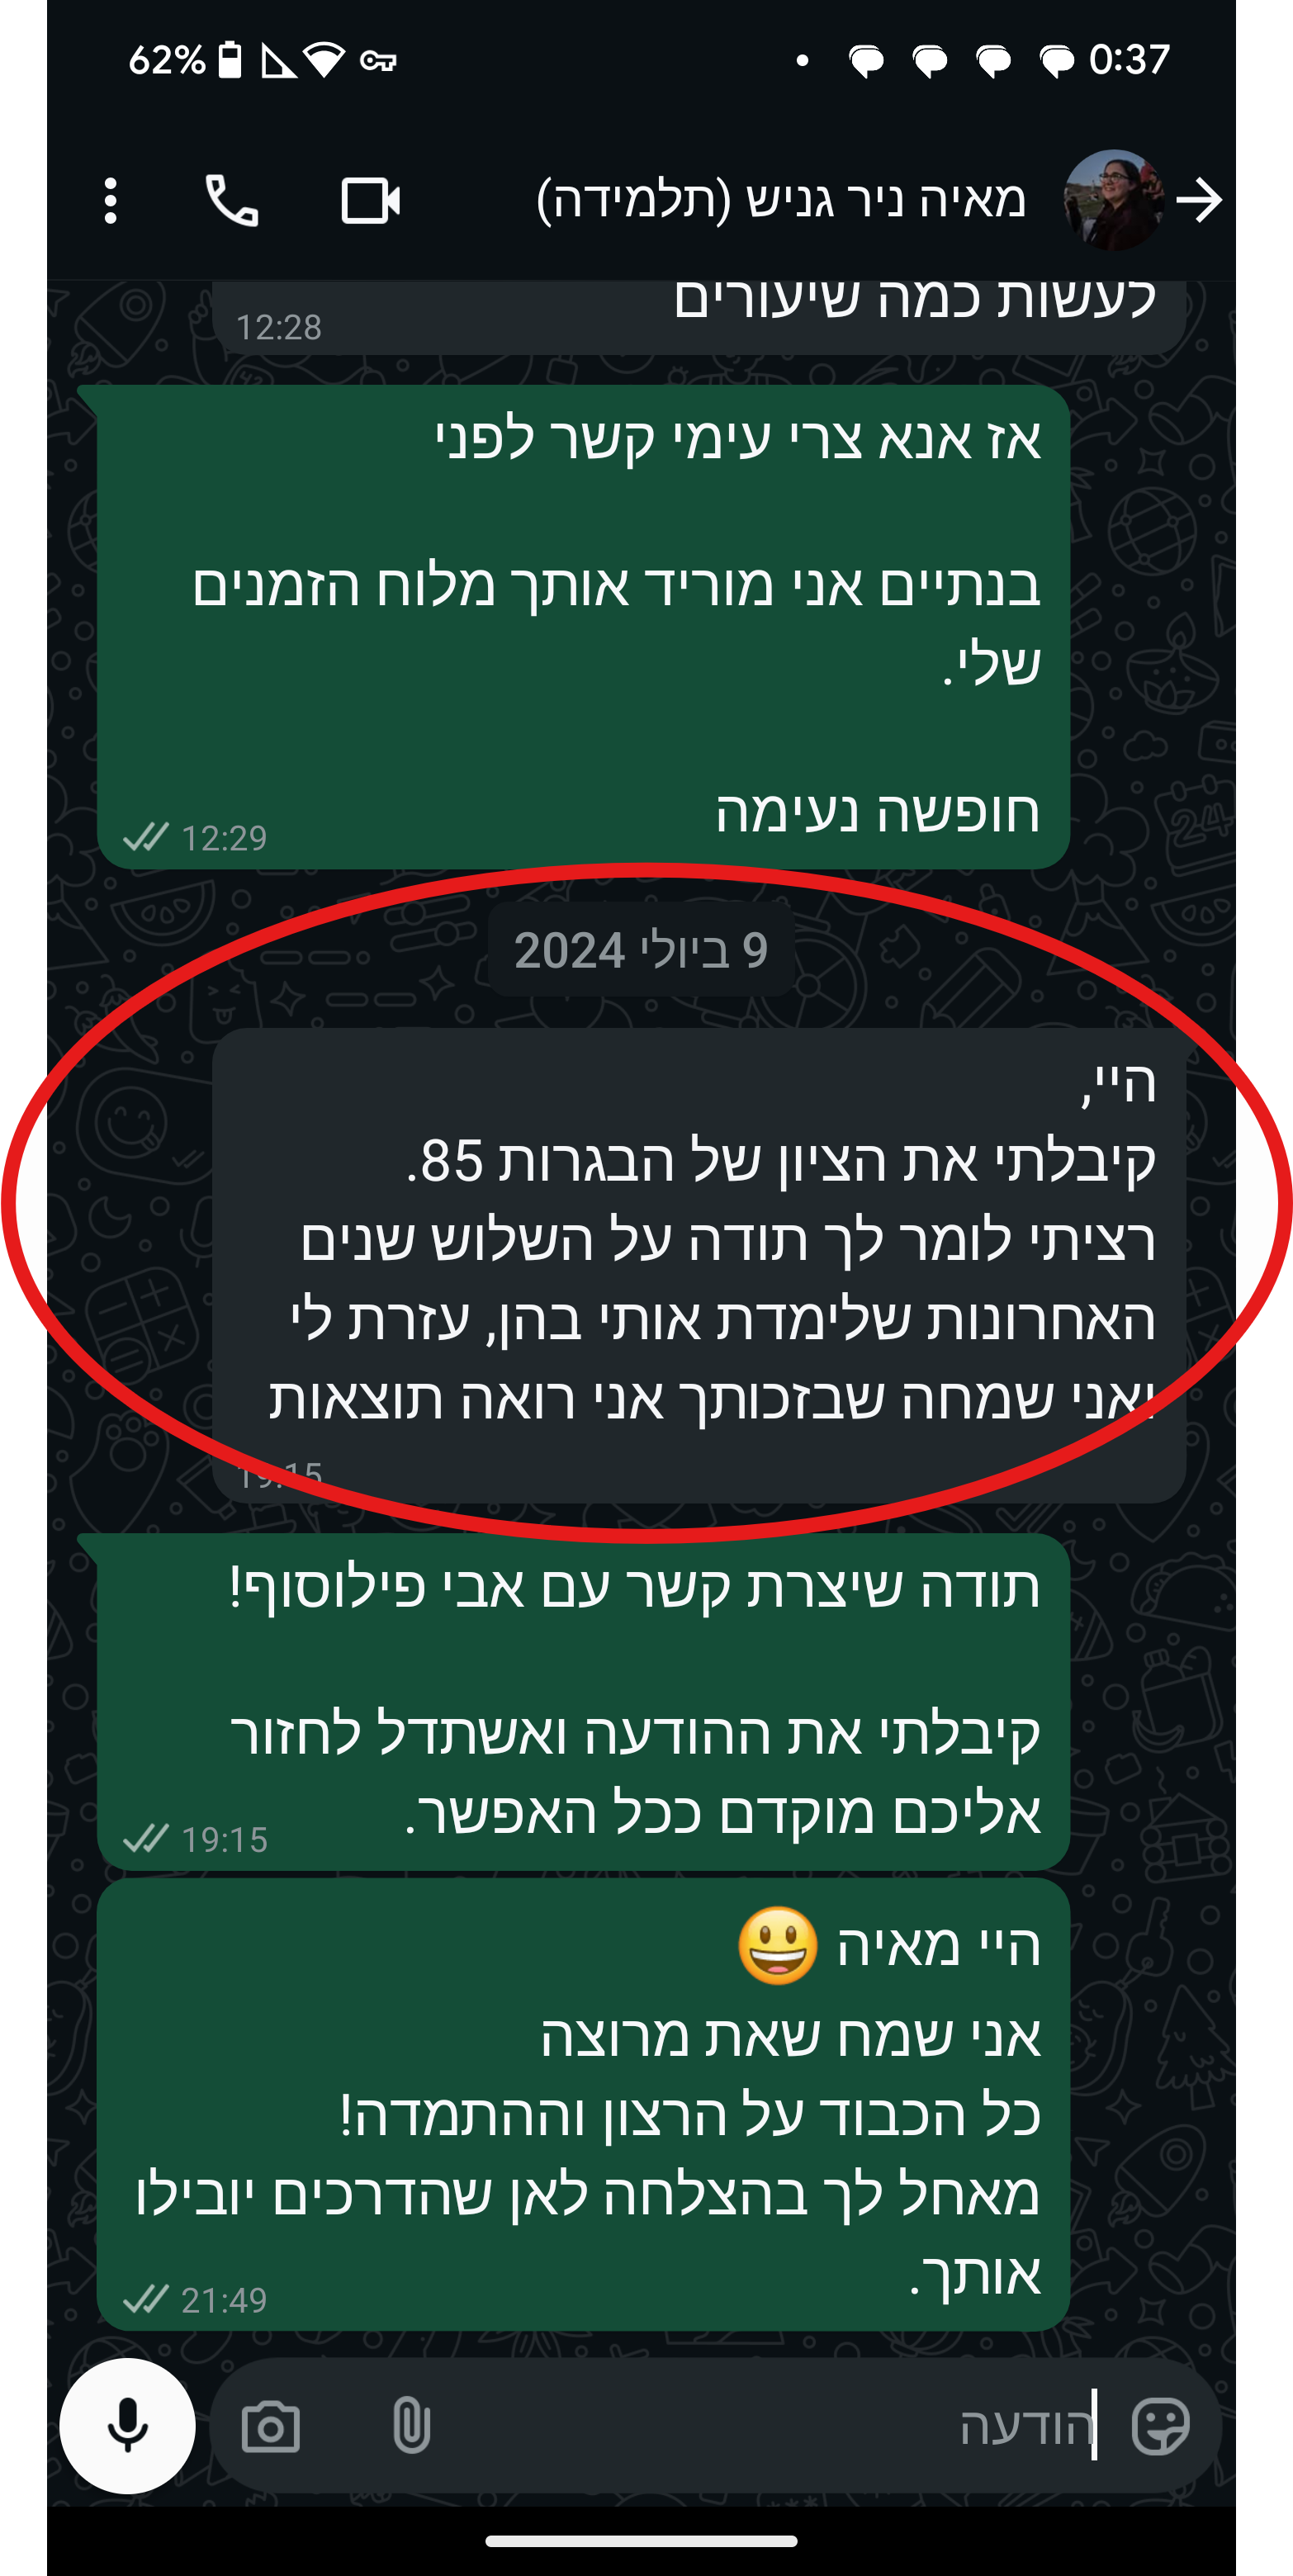 62% 0:37
מאיה ניר גניש (תלמידה)
לעשות כמה שיעורים
12:28
אז אנא צרי עימי קשר לפני
בנתיים אני מוריד אותך מלוח הזמנים
שלי.
חופשה נעימה
12:29
9 ביולי 2024
היי,
קיבלתי את הציון של הבגרות 85.
רציתי לומר לך תודה על השלוש שנים
האחרונות שלימדת אותי בהן, עזרת לי
ואני שמחה שבזכותך אני רואה תוצאות
19:15
תודה שיצרת קשר עם אבי פילוסוף!
קיבלתי את ההודעה ואשתדל לחזור
אליכם מוקדם ככל האפשר.
19:15
היי מאיה 😃
אני שמח שאת מרוצה
כל הכבוד על הרצון וההתמדה!
מאחל לך בהצלחה לאן שהדרכים יובילו
אותך.
21:49
הודעה